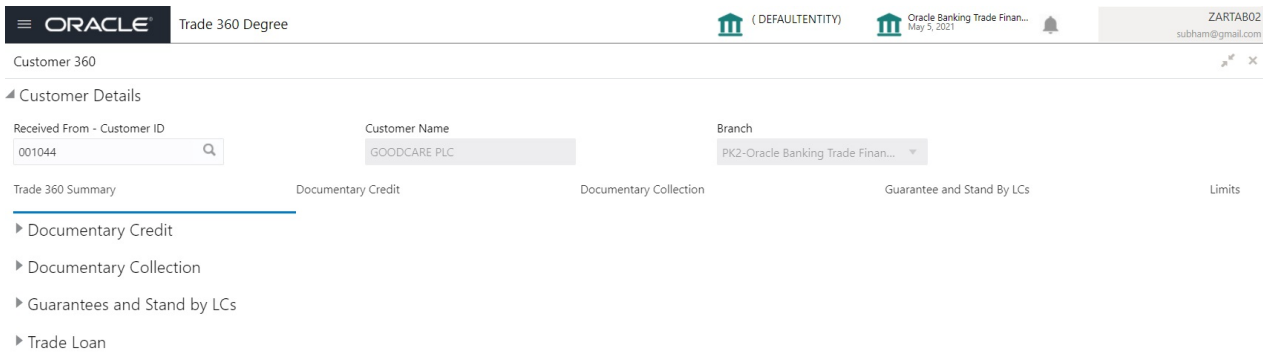 ORACLE Trade 360 Degree ( DEFAULTENTITY) Oracle Banking Trade Finan... ZARTAB02
May 5, 2021 subham@gmail.com
Customer 360
Customer Details
Received From - Customer ID Customer Name Branch
001044 GOODCARE PLC PK2-Oracle Banking Trade Finan...
Trade 360 Summary Documentary Credit Documentary Collection Guarantee and Stand By LCs Limits
Documentary Credit
Documentary Collection
Guarantees and Stand by LCs
Trade Loan